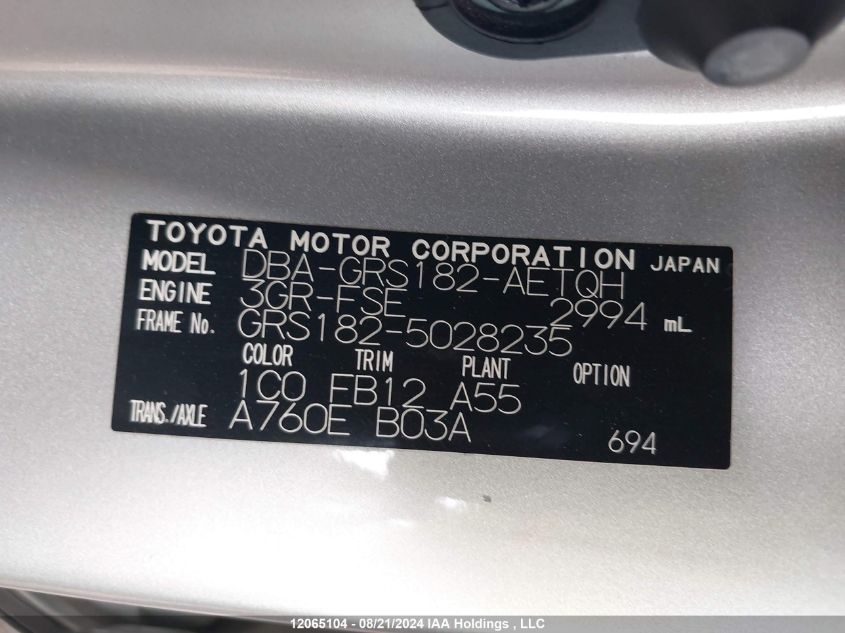 TOYOTA MOTOR CORPORATION JAPAN
MODEL DBA-GRS182-AETQH
ENGINE 3GR-FSE 2994 mL
FRAME No. GRS182-5028235
COLOR TRIM PLANT OPTION
1C0 FB12 A55
TRANS./AXLE A760E B03A 694
12065104 - 08/21/2024 IAA Holdings , LLC